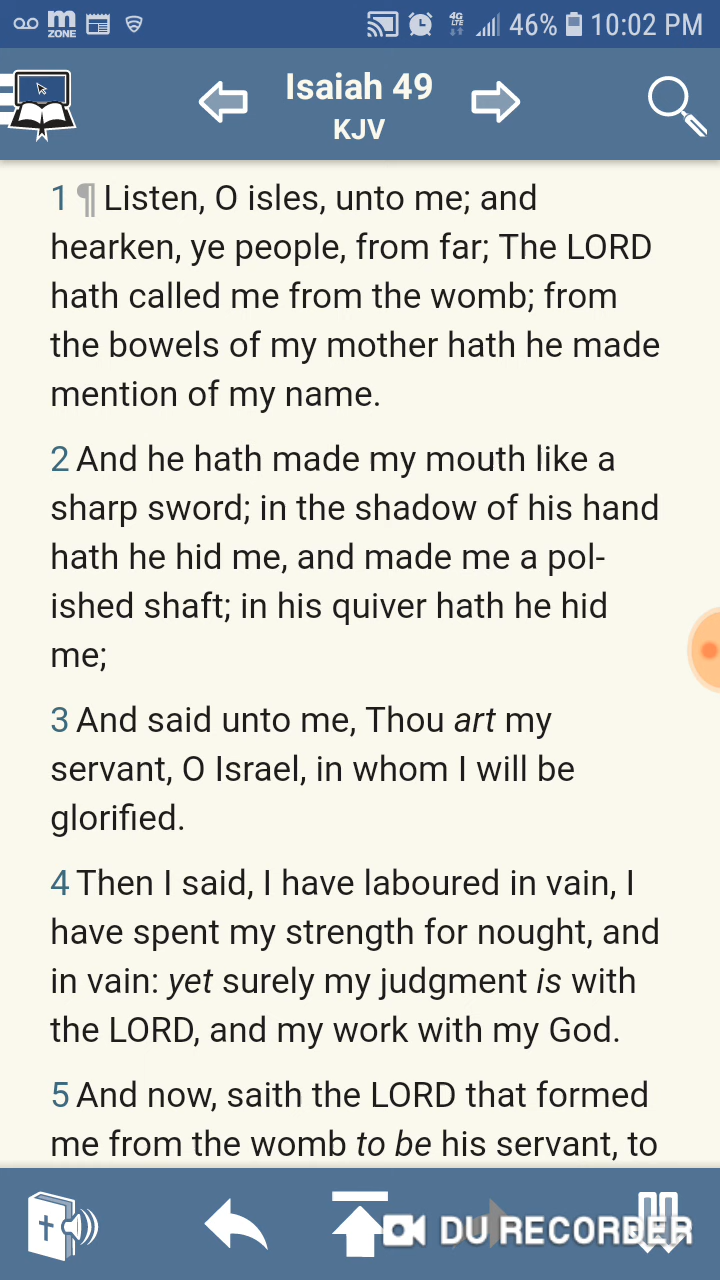 m
ZONE
4G
LTE
46%
10:02 PM
Isaiah 49
KJV
1 ¶ Listen, O isles, unto me; and
hearken, ye people, from far; The LORD
hath called me from the womb; from
the bowels of my mother hath he made
mention of my name.
2 And he hath made my mouth like a
sharp sword; in the shadow of his hand
hath he hid me, and made me a pol-
ished shaft; in his quiver hath he hid
me;
3 And said unto me, Thou art my
servant, O Israel, in whom I will be
glorified.
4 Then I said, I have laboured in vain, I
have spent my strength for nought, and
in vain: yet surely my judgment is with
the LORD, and my work with my God.
5 And now, saith the LORD that formed
me from the womb to be his servant, to
DU RECORDER